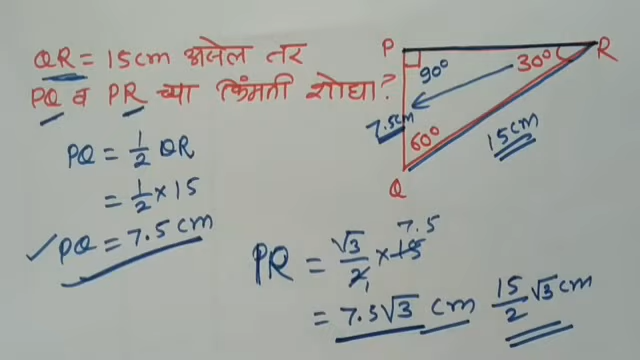 QR = 15cm असेल तर
PQ व PR च्या किंमती शोधा?
PQ = 1/2 QR
= 1/2 × 15
✓ PQ = 7.5 cm
P
R
Q
90°
30°
60°
7.5cm
15cm
PR = √3/2 × 15
7.5
1
= 7.5√3 cm 15/2 √3 cm